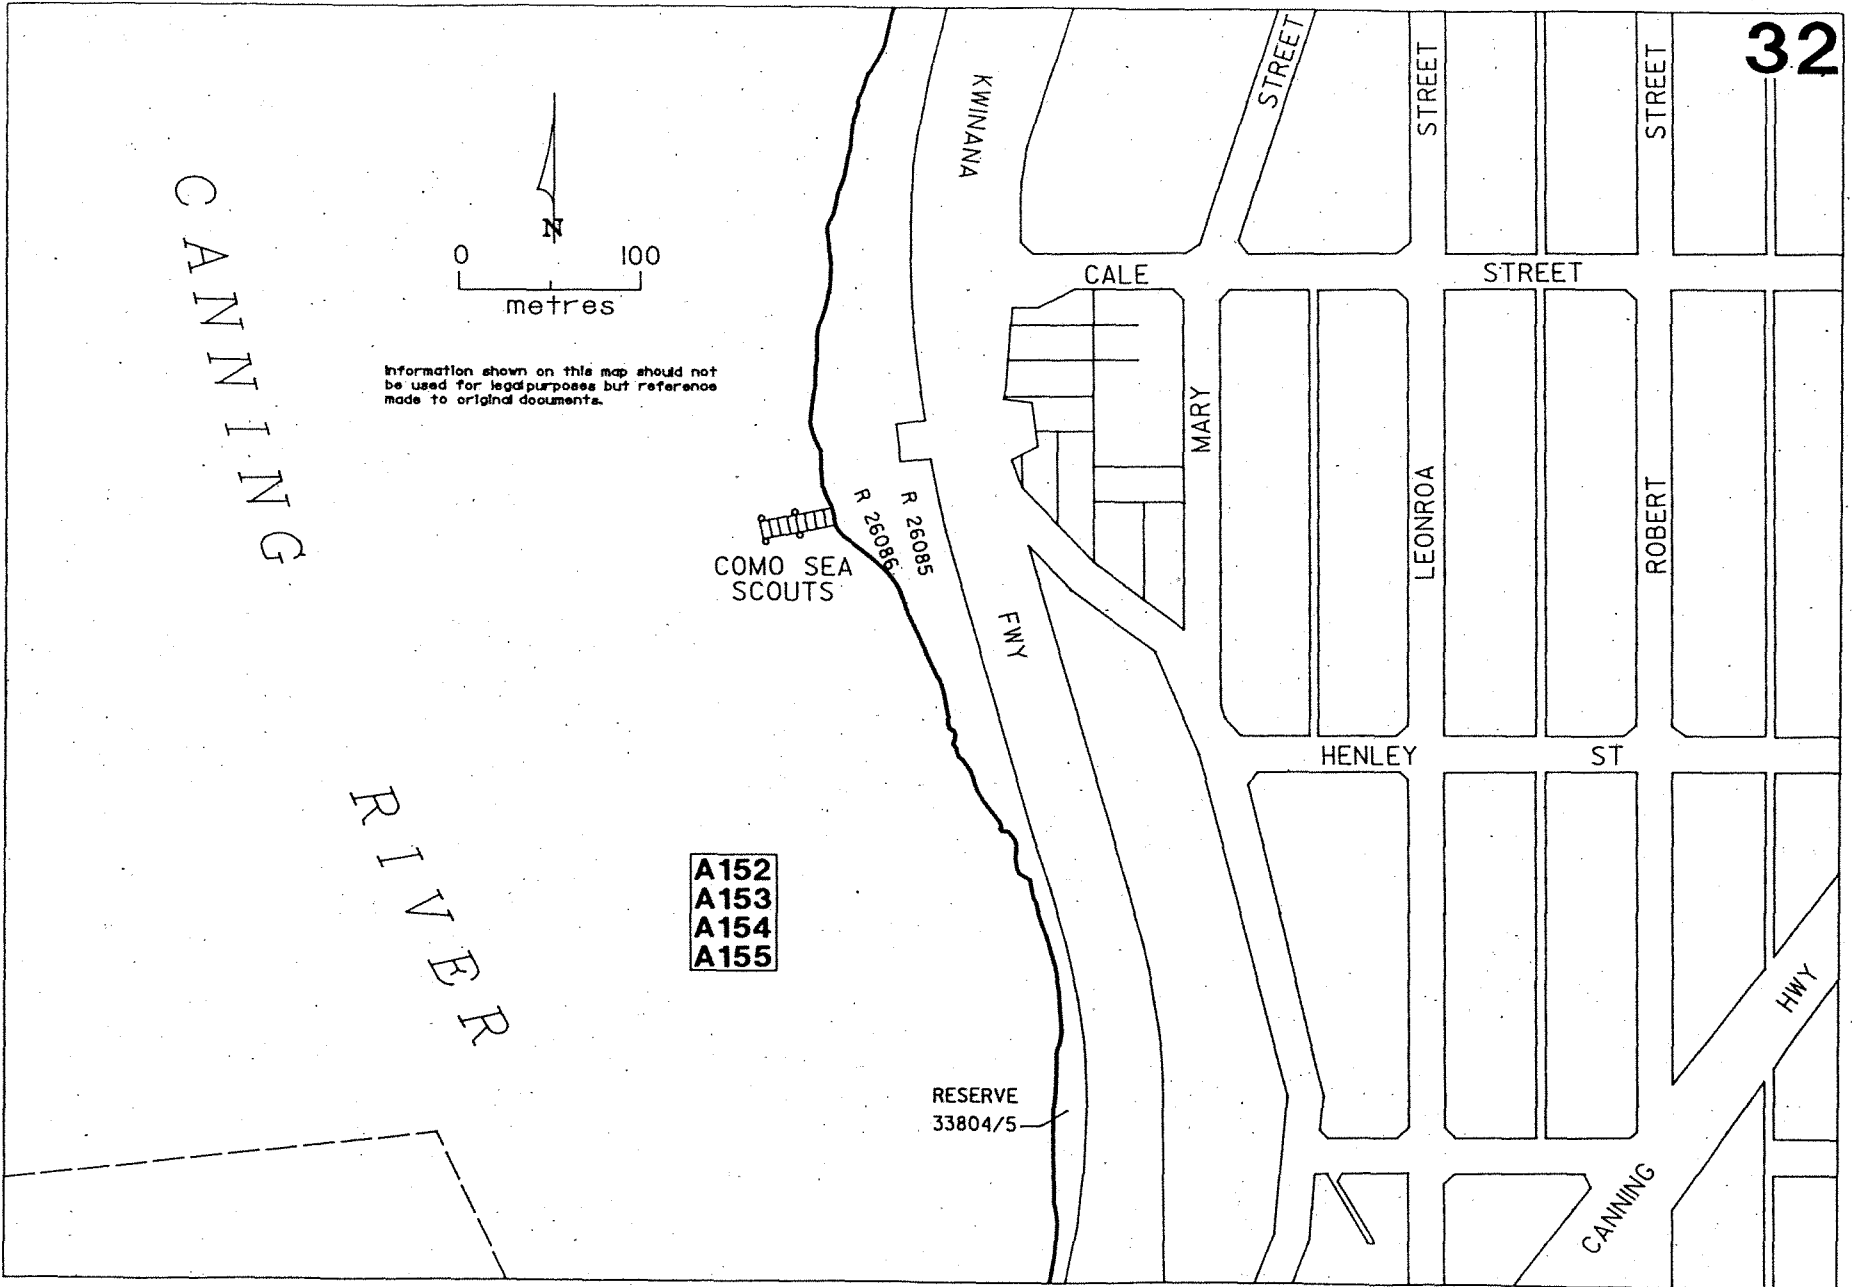 32
STREET
STREET
STREET
KWINANA
CANNING
N
0 100
metres
CALE STREET
Information shown on this map should not
be used for legal purposes but reference
made to original documents.
MARY
LEONROA
ROBERT
R 26086
R 26085
COMO SEA
SCOUTS
FWY
HENLEY ST
RIVER
A152
A153
A154
A155
HWY
RESERVE
33804/5
CANNING